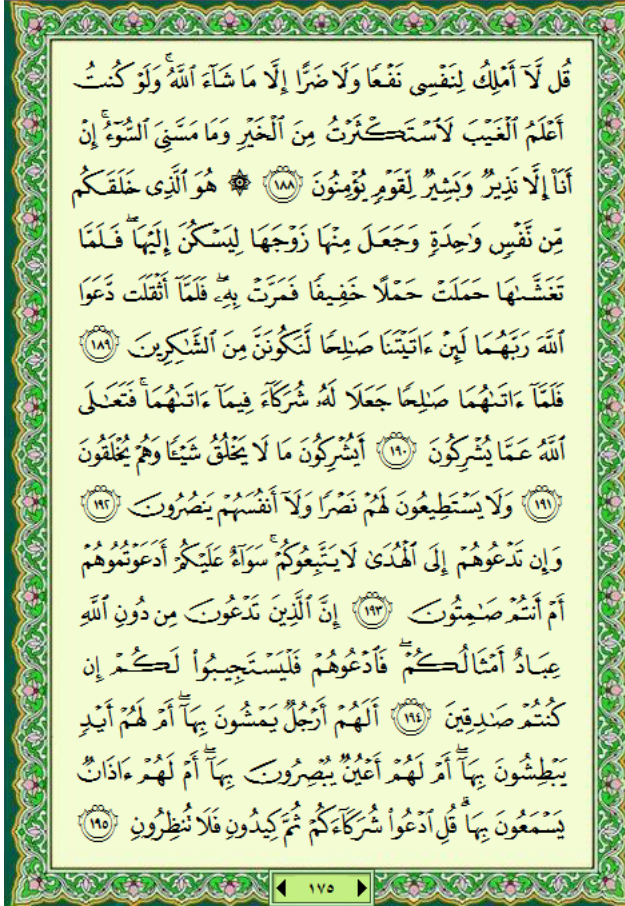 قُل لَّآ أَمۡلِكُ لِنَفۡسِي نَفۡعٗا وَلَا ضَرًّا إِلَّا مَا شَآءَ ٱللَّهُۚ وَلَوۡ كُنتُ
أَعۡلَمُ ٱلۡغَيۡبَ لَٱسۡتَكۡثَرۡتُ مِنَ ٱلۡخَيۡرِ وَمَا مَسَّنِيَ ٱلسُّوٓءُۚ إِنۡ
أَنَا۠ إِلَّا نَذِيرٞ وَبَشِيرٞ لِّقَوۡمٖ يُؤۡمِنُونَ ١٨٨ ۞ هُوَ ٱلَّذِي خَلَقَكُم
مِّن نَّفۡسٖ وَٰحِدَةٖ وَجَعَلَ مِنۡهَا زَوۡجَهَا لِيَسۡكُنَ إِلَيۡهَاۖ فَلَمَّا
تَغَشَّىٰهَا حَمَلَتۡ حَمۡلًا خَفِيفٗا فَمَرَّتۡ بِهِۦۖ فَلَمَّآ أَثۡقَلَت دَّعَوَا
ٱللَّهَ رَبَّهُمَا لَئِنۡ ءَاتَيۡتَنَا صَٰلِحٗا لَّنَكُونَنَّ مِنَ ٱلشَّٰكِرِينَ ١٨٩
فَلَمَّآ ءَاتَىٰهُمَا صَٰلِحٗا جَعَلَا لَهُۥ شُرَكَآءَ فِيمَآ ءَاتَىٰهُمَاۚ فَتَعَٰلَى
ٱللَّهُ عَمَّا يُشۡرِكُونَ ١٩٠ أَيُشۡرِكُونَ مَا لَا يَخۡلُقُ شَيۡـٔٗا وَهُمۡ يُخۡلَقُونَ
١٩١ وَلَا يَسۡتَطِيعُونَ لَهُمۡ نَصۡرٗا وَلَآ أَنفُسَهُمۡ يَنصُرُونَ ١٩٢
وَإِن تَدۡعُوهُمۡ إِلَى ٱلۡهُدَىٰ لَا يَتَّبِعُوكُمۡۚ سَوَآءٌ عَلَيۡكُمۡ أَدَعَوۡتُمُوهُمۡ
أَمۡ أَنتُمۡ صَٰمِتُونَ ١٩٣ إِنَّ ٱلَّذِينَ تَدۡعُونَ مِن دُونِ ٱللَّهِ
عِبَادٌ أَمۡثَالُكُمۡۖ فَٱدۡعُوهُمۡ فَلۡيَسۡتَجِيبُواْ لَكُمۡ إِن
كُنتُمۡ صَٰدِقِينَ ١٩٤ أَلَهُمۡ أَرۡجُلٞ يَمۡشُونَ بِهَآۖ أَمۡ لَهُمۡ أَيۡدٖ
يَبۡطِشُونَ بِهَآۖ أَمۡ لَهُمۡ أَعۡيُنٞ يُبۡصِرُونَ بِهَآۖ أَمۡ لَهُمۡ ءَاذَانٞ
يَسۡمَعُونَ بِهَاۗ قُلِ ٱدۡعُواْ شُرَكَآءَكُمۡ ثُمَّ كِيدُونِ فَلَا تُنظِرُونِ ١٩٥
١٧٥